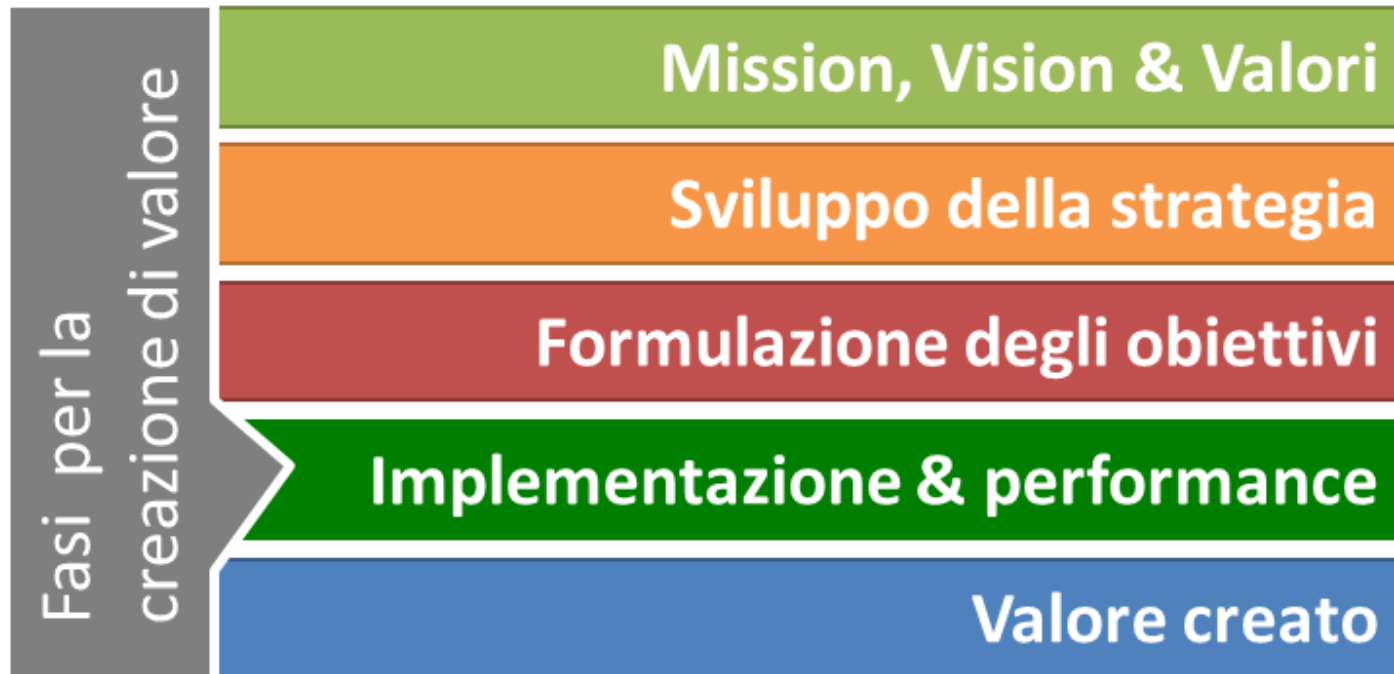 Fasi per la
creazione di valore
Mission, Vision & Valori
Sviluppo della strategia
Formulazione degli obiettivi
Implementazione & performance
Valore creato